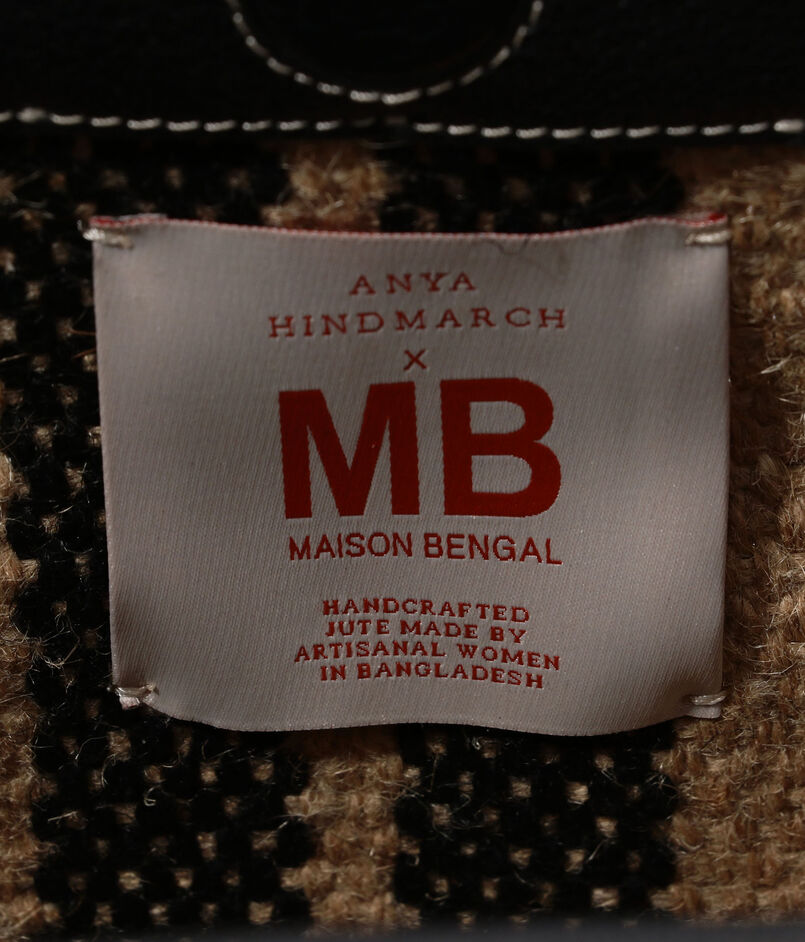 ANYA
HINDMARCH
X
MB
MAISON BENGAL
HANDCRAFTED
JUTE MADE BY
ARTISANAL WOMEN
IN BANGLADESH